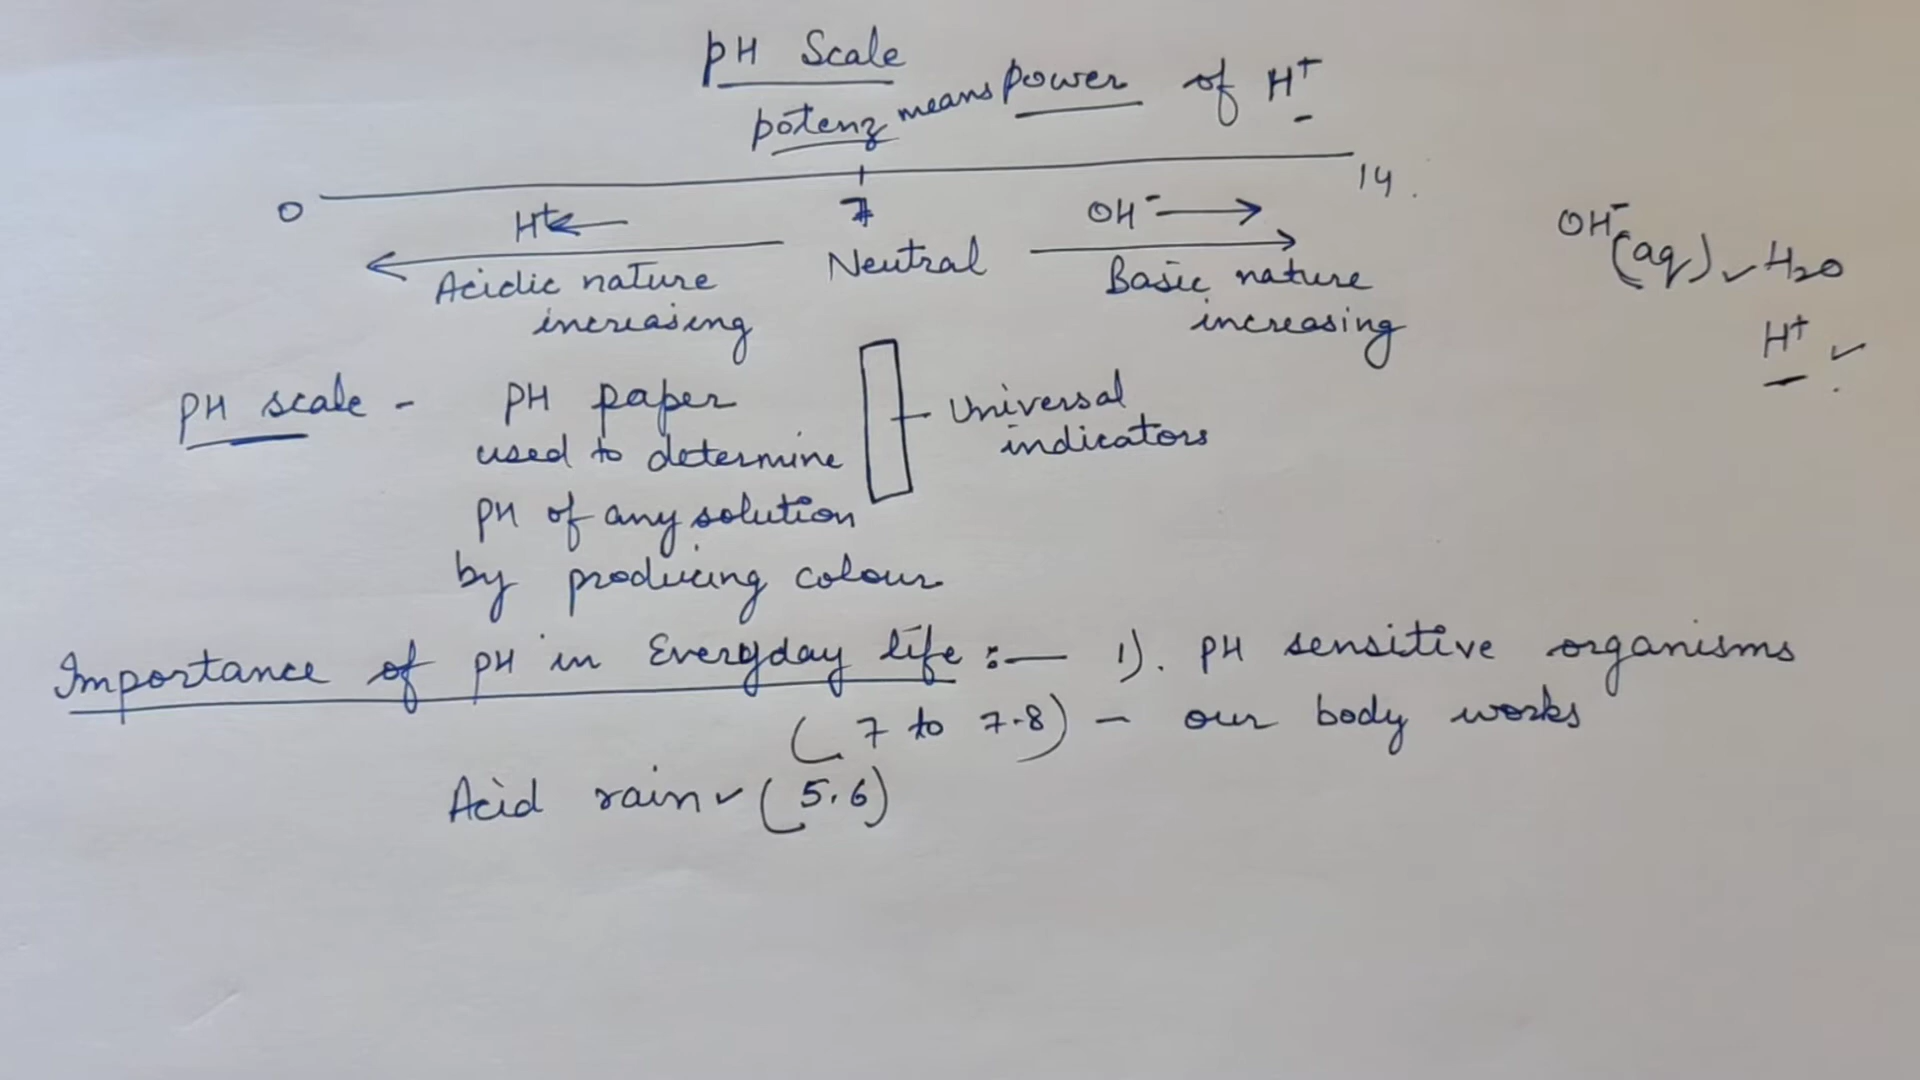 pH Scale
potenz means power of H⁺
0 7 14.
H⁺ ← OH⁻ →
Neutral
Acidic nature
increasing
Basic nature
increasing
OH⁻(aq) ✓ H₂O
H⁺ ✓
pH scale - pH paper
used to determine
pH of any solution
by producing colour
Universal
indicators
Importance of pH in Everyday life :— 1). pH sensitive organisms
(7 to 7.8) - our body works
Acid rain ✓ (5.6)